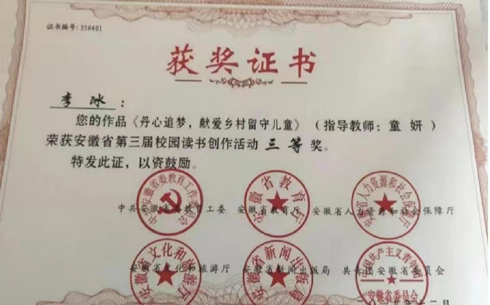 证书编号:350401
获奖证书
李冰:
您的作品《丹心追梦,献爱乡村留守儿童》(指导教师:童 妍)
荣获安徽省第三届校园读书创作活动 三等 奖。
特发此证,以资鼓励。
安徽省教育厅 安徽省人力资源和社会保障厅
安徽省文化和旅游厅 安徽省新闻出版局 共青团安徽省委员会